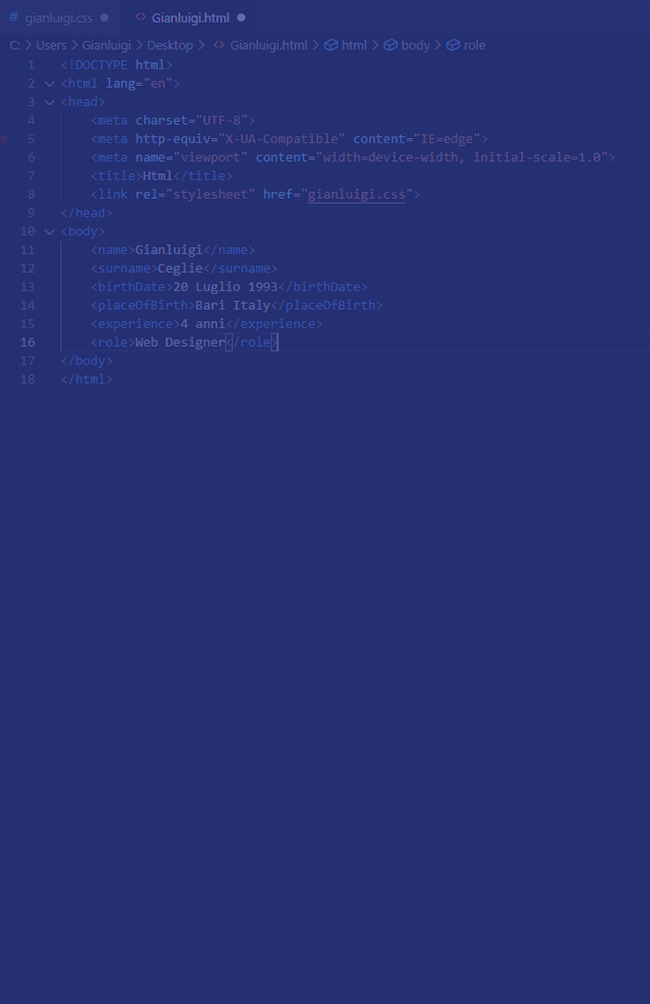 # gianluigi.css ● <> Gianluigi.html ●
C: > Users > Gianluigi > Desktop > <> Gianluigi.html > html > body > role
1 <!DOCTYPE html>
2 <html lang="en">
3 <head>
4 <meta charset="UTF-8">
5 <meta http-equiv="X-UA-Compatible" content="IE=edge">
6 <meta name="viewport" content="width=device-width, initial-scale=1.0">
7 <title>Html</title>
8 <link rel="stylesheet" href="gianluigi.css">
9 </head>
10 <body>
11 <name>Gianluigi</name>
12 <surname>Ceglie</surname>
13 <birthDate>20 Luglio 1993</birthDate>
14 <placeOfBirth>Bari Italy</placeOfBirth>
15 <experience>4 anni</experience>
16 <role>Web Designer</role>
17 </body>
18 </html>